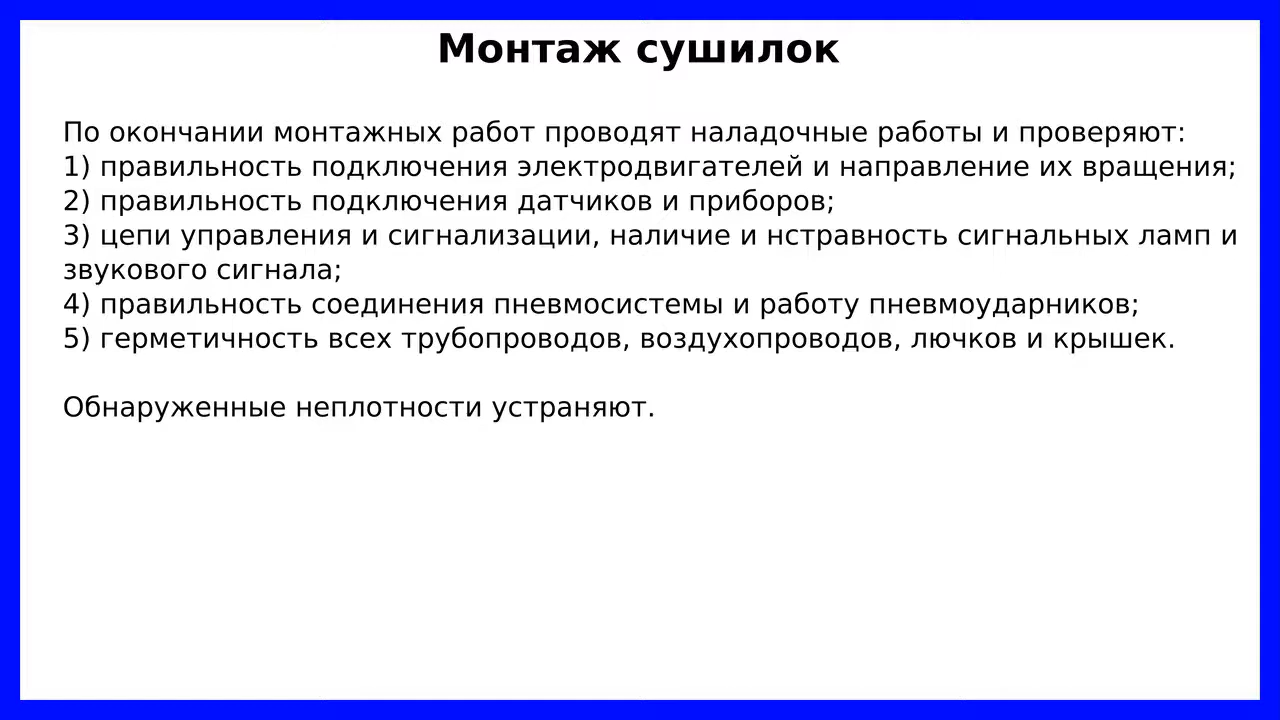 Монтаж сушилок
По окончании монтажных работ проводят наладочные работы и проверяют:
1) правильность подключения электродвигателей и направление их вращения;
2) правильность подключения датчиков и приборов;
3) цепи управления и сигнализации, наличие и нстравность сигнальных ламп и
звукового сигнала;
4) правильность соединения пневмосистемы и работу пневмоударников;
5) герметичность всех трубопроводов, воздухопроводов, лючков и крышек.
Обнаруженные неплотности устраняют.